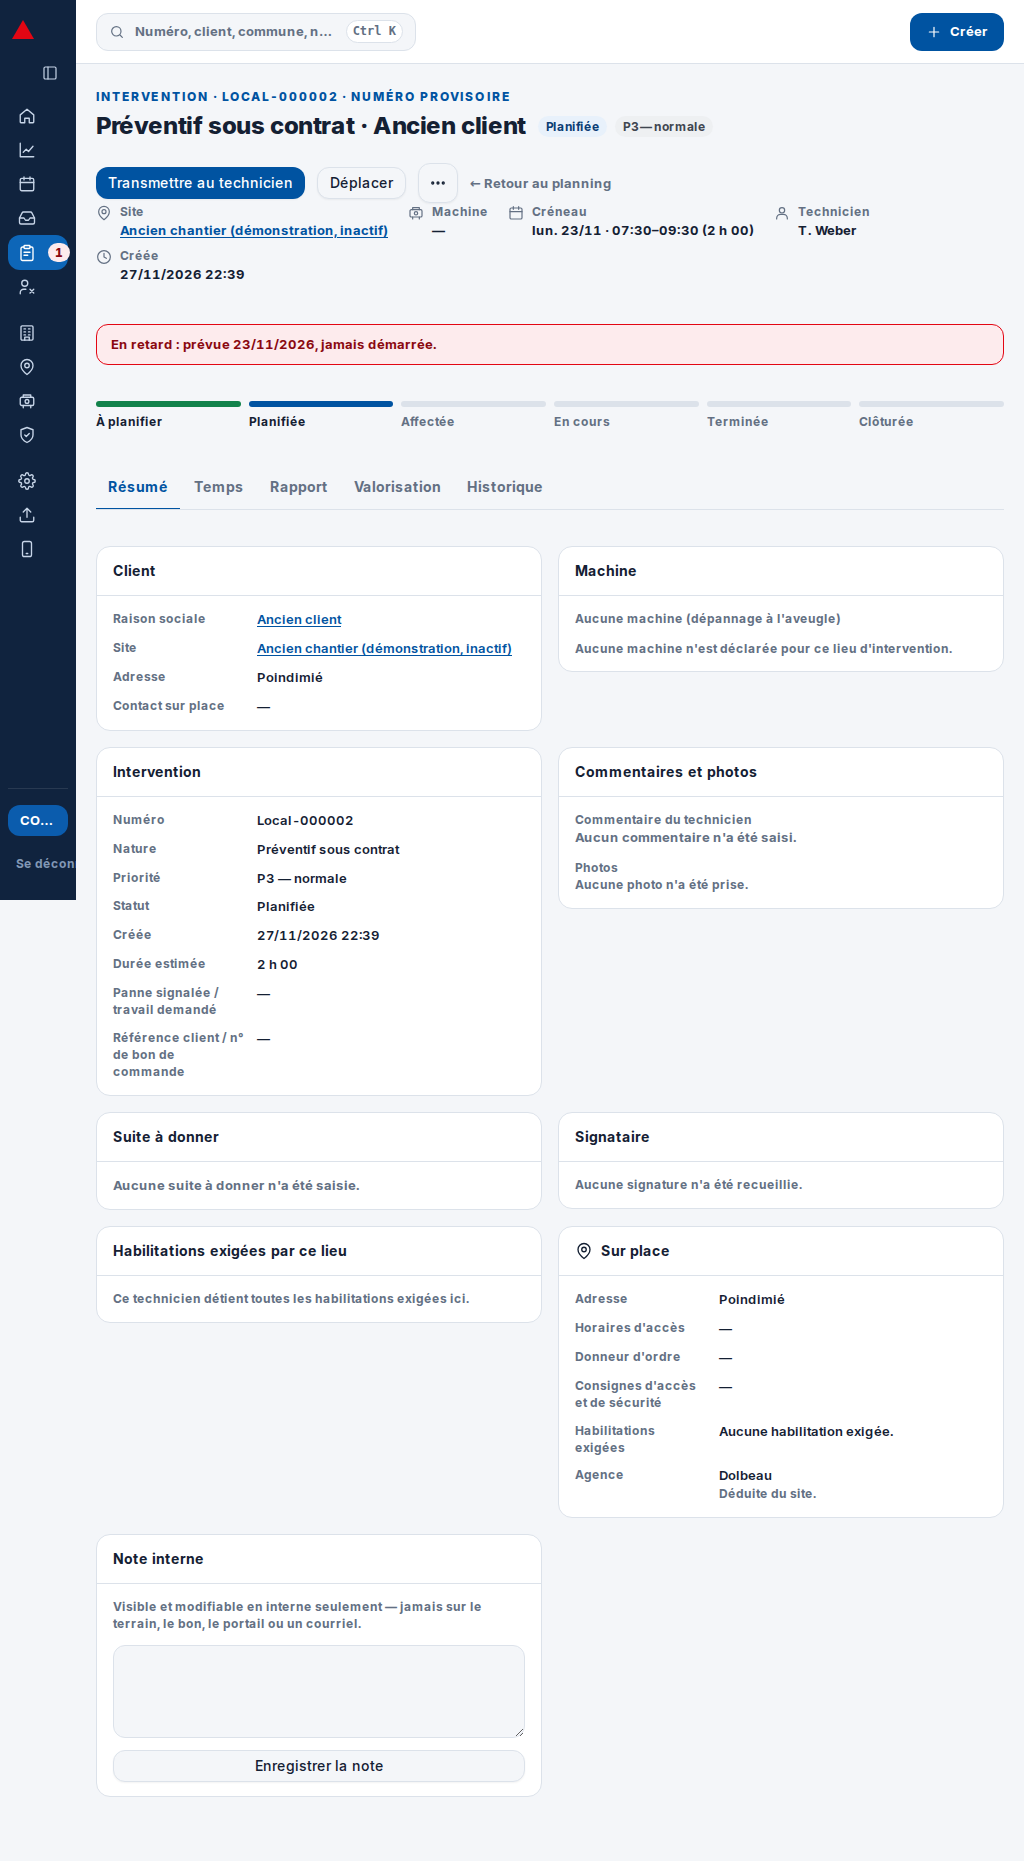 Numéro, client, commune, n...
Ctrl K
Créer
INTERVENTION · LOCAL-000002 · NUMÉRO PROVISOIRE
Préventif sous contrat · Ancien client
Planifiée
P3 — normale
Transmettre au technicien
Déplacer
← Retour au planning
Site
Ancien chantier (démonstration, inactif)
Machine
—
Créneau
lun. 23/11 · 07:30–09:30 (2 h 00)
Technicien
T. Weber
Créée
27/11/2026 22:39
1
En retard : prévue 23/11/2026, jamais démarrée.
À planifier
Planifiée
Affectée
En cours
Terminée
Clôturée
Résumé
Temps
Rapport
Valorisation
Historique
Client
Raison sociale
Ancien client
Site
Ancien chantier (démonstration, inactif)
Adresse
Poindimié
Contact sur place
—
Machine
Aucune machine (dépannage à l'aveugle)
Aucune machine n'est déclarée pour ce lieu d'intervention.
Intervention
Numéro
Local-000002
Nature
Préventif sous contrat
Priorité
P3 — normale
Statut
Planifiée
Créée
27/11/2026 22:39
Durée estimée
2 h 00
Panne signalée /
travail demandé
—
Référence client / n°
de bon de
commande
—
Commentaires et photos
Commentaire du technicien
Aucun commentaire n'a été saisi.
Photos
Aucune photo n'a été prise.
CO...
Se décon
Suite à donner
Aucune suite à donner n'a été saisie.
Signataire
Aucune signature n'a été recueillie.
Habilitations exigées par ce lieu
Ce technicien détient toutes les habilitations exigées ici.
Sur place
Adresse
Poindimié
Horaires d'accès
—
Donneur d'ordre
—
Consignes d'accès
et de sécurité
—
Habilitations
exigées
Aucune habilitation exigée.
Agence
Dolbeau
Déduite du site.
Note interne
Visible et modifiable en interne seulement — jamais sur le
terrain, le bon, le portail ou un courriel.
Enregistrer la note